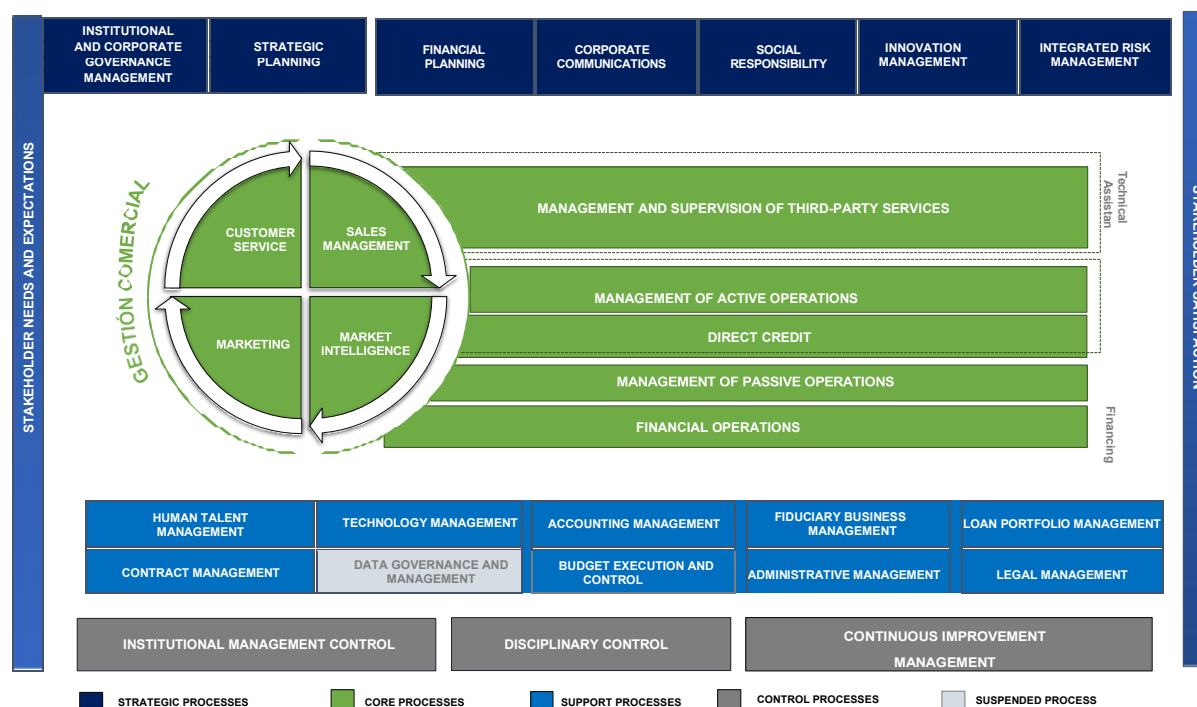 INSTITUTIONAL
AND CORPORATE
GOVERNANCE
MANAGEMENT
STRATEGIC
PLANNING
FINANCIAL
PLANNING
CORPORATE
COMMUNICATIONS
SOCIAL
RESPONSIBILITY
INNOVATION
MANAGEMENT
INTEGRATED RISK
MANAGEMENT
STAKEHOLDER NEEDS AND EXPECTATIONS
GESTIÓN COMERCIAL
CUSTOMER
SERVICE
SALES
MANAGEMENT
MARKETING
MARKET
INTELLIGENCE
MANAGEMENT AND SUPERVISION OF THIRD-PARTY SERVICES
MANAGEMENT OF ACTIVE OPERATIONS
DIRECT CREDIT
MANAGEMENT OF PASSIVE OPERATIONS
FINANCIAL OPERATIONS
Technical
Assistan
Financing
HUMAN TALENT
MANAGEMENT
TECHNOLOGY MANAGEMENT
ACCOUNTING MANAGEMENT
FIDUCIARY BUSINESS
MANAGEMENT
LOAN PORTFOLIO MANAGEMENT
CONTRACT MANAGEMENT
DATA GOVERNANCE AND
MANAGEMENT
BUDGET EXECUTION AND
CONTROL
ADMINISTRATIVE MANAGEMENT
LEGAL MANAGEMENT
INSTITUTIONAL MANAGEMENT CONTROL
DISCIPLINARY CONTROL
CONTINUOUS IMPROVEMENT
MANAGEMENT
STRATEGIC PROCESSES
CORE PROCESSES
SUPPORT PROCESSES
CONTROL PROCESSES
SUSPENDED PROCESS